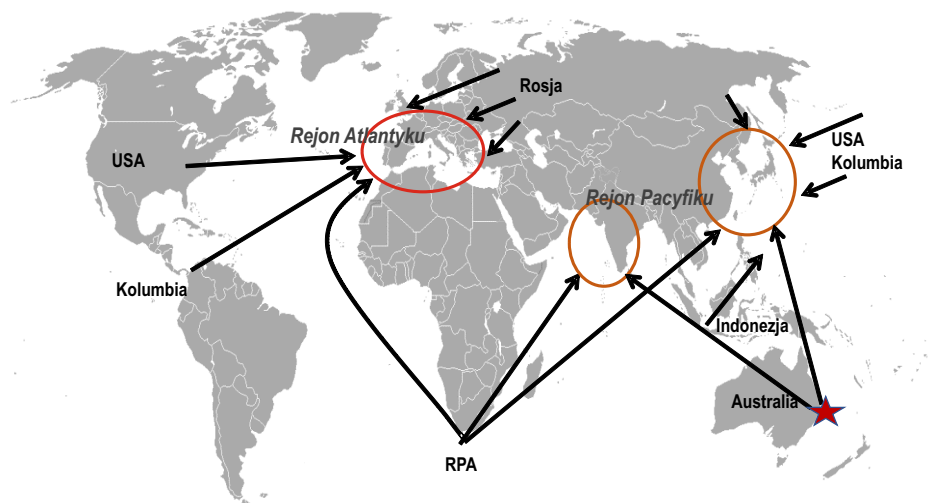 Rosja
Rejon Atlantyku
USA
USA
Kolumbia
Rejon Pacyfiku
Kolumbia
Indonezja
Australia
RPA